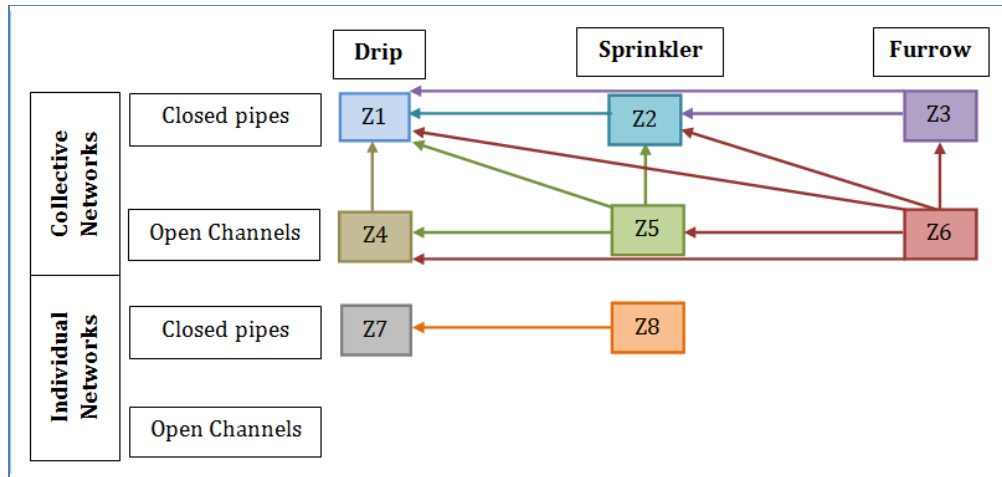 Drip
Sprinkler
Furrow
Collective
Networks
Closed pipes
Z1
Z2
Z3
Open Channels
Z4
Z5
Z6
Individual
Networks
Closed pipes
Z7
Z8
Open Channels